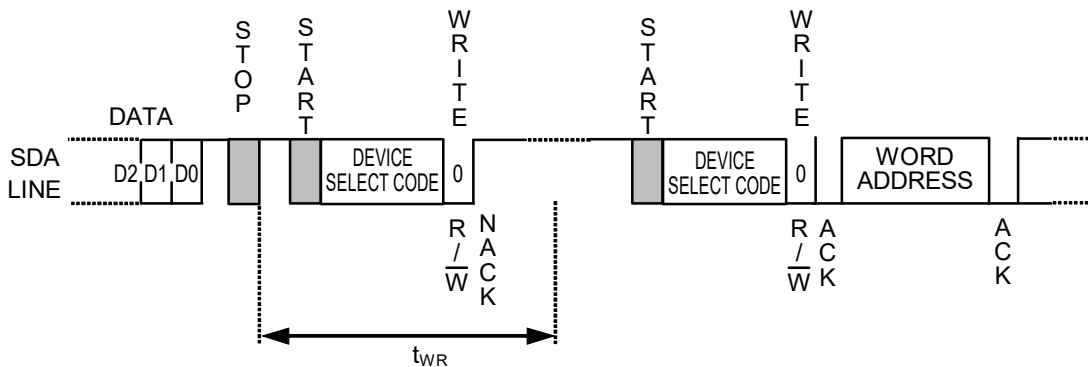 STOP
START
WRITE
START
WRITE
DATA
SDA
LINE
D2 D1 D0
DEVICE
SELECT CODE
0
DEVICE
SELECT CODE
0
WORD
ADDRESS
R/W
NACK
R/W
ACK
ACK
tWR